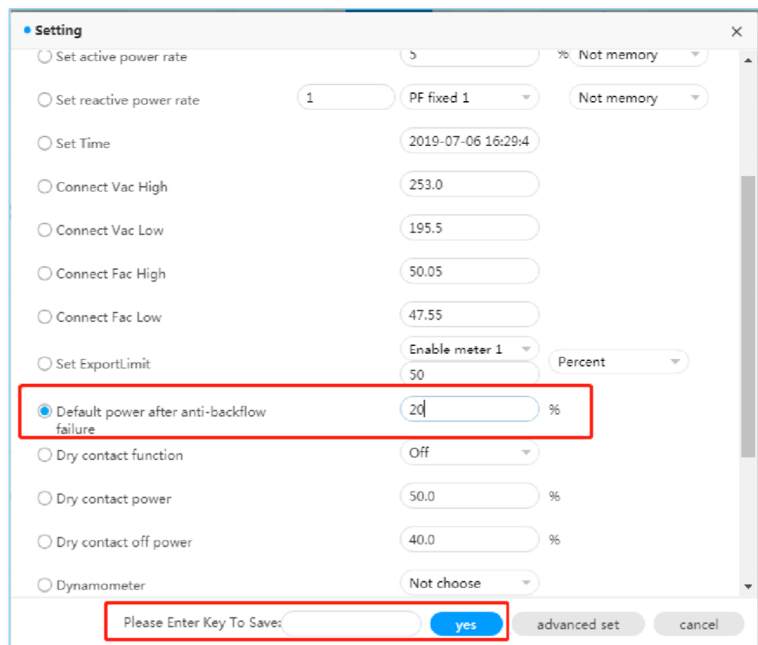 Setting
Set active power rate 5 % Not memory
Set reactive power rate 1 PF fixed 1 Not memory
Set Time 2019-07-06 16:29:4
Connect Vac High 253.0
Connect Vac Low 195.5
Connect Fac High 50.05
Connect Fac Low 47.55
Set ExportLimit Enable meter 1 Percent
50
Default power after anti-backflow 20 %
failure
Dry contact function Off
Dry contact power 50.0 %
Dry contact off power 40.0 %
Dynamometer Not choose
Please Enter Key To Save: yes advanced set cancel